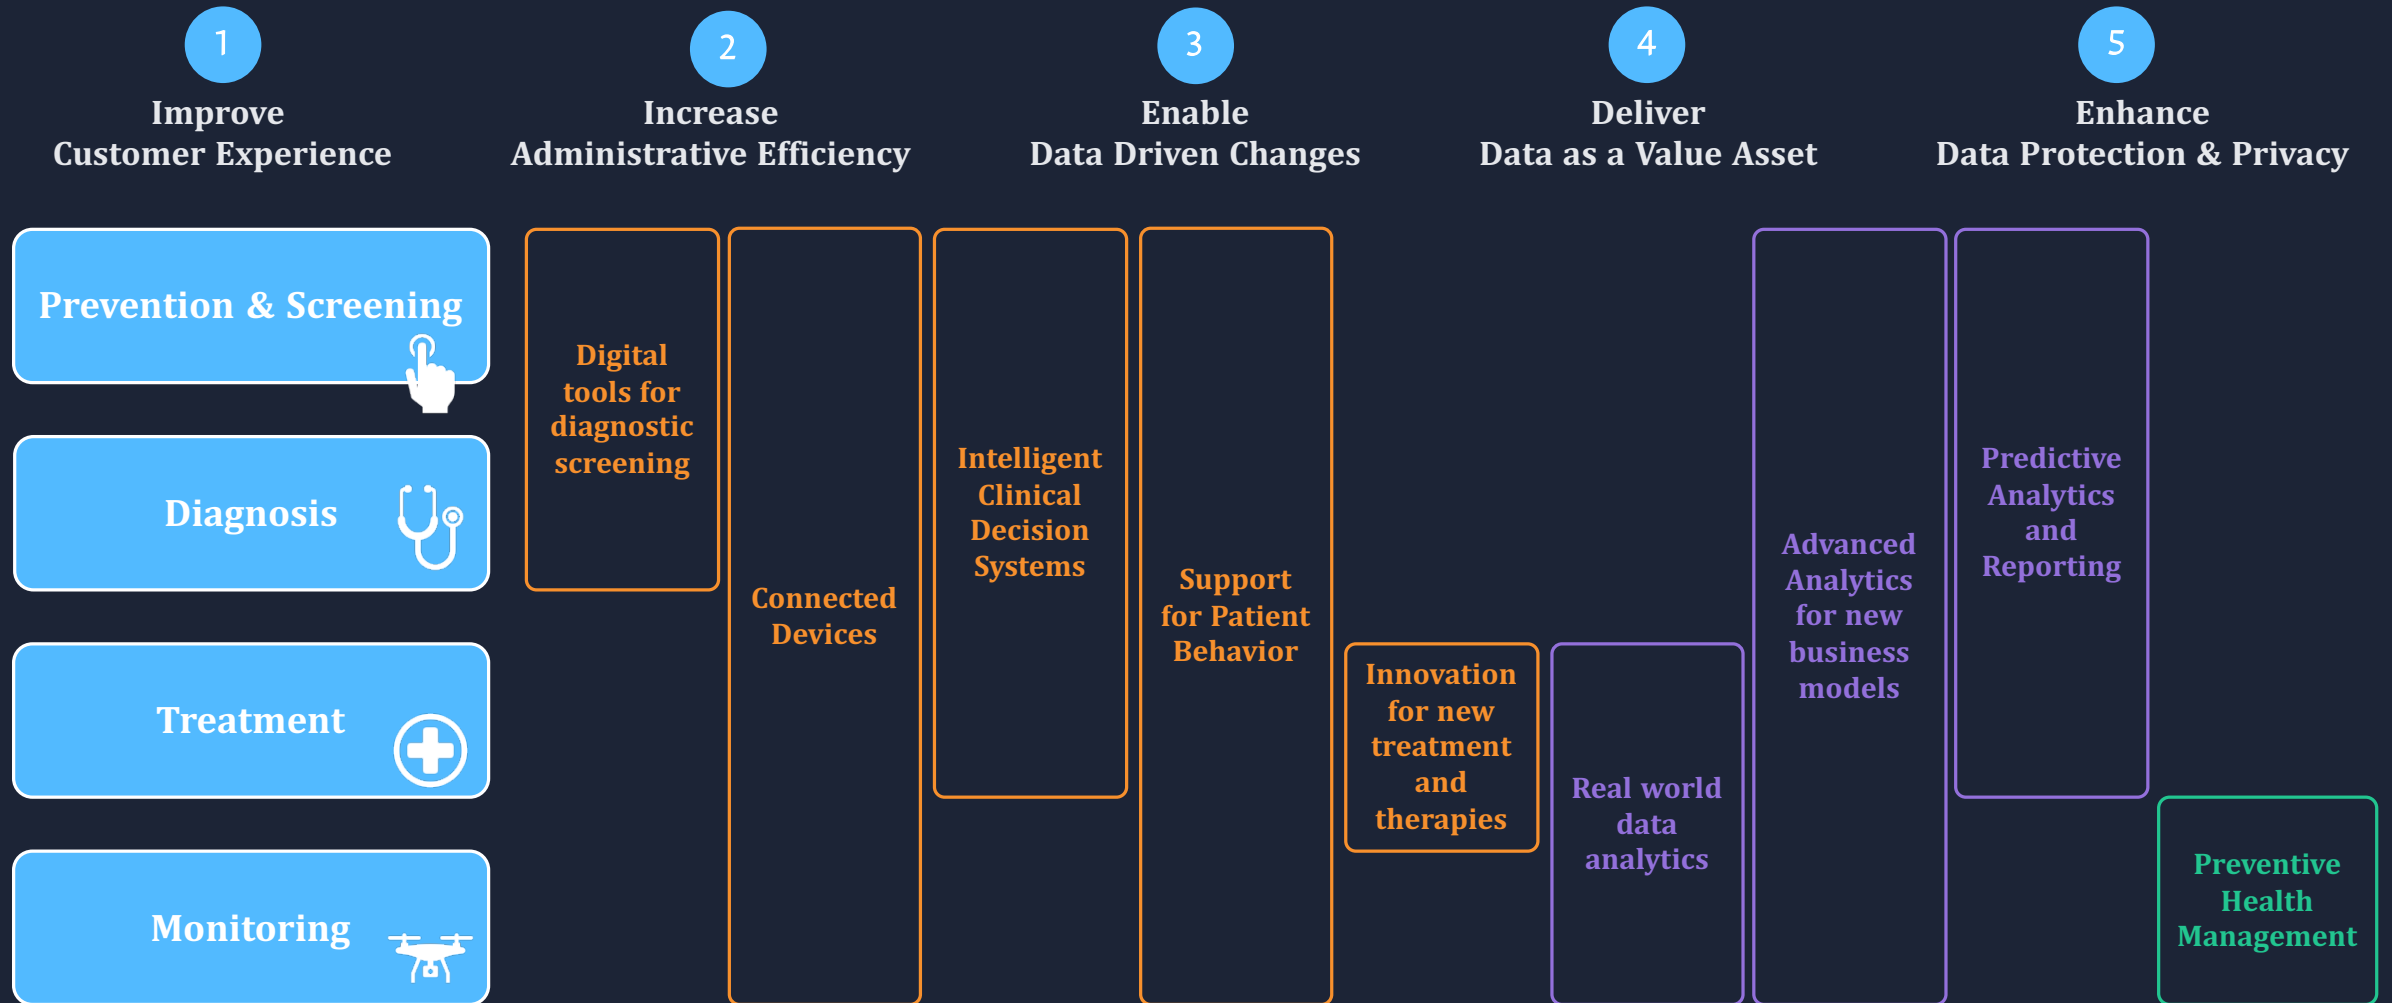 1
Improve
Customer Experience
2
Increase
Administrative Efficiency
3
Enable
Data Driven Changes
4
Deliver
Data as a Value Asset
5
Enhance
Data Protection & Privacy
Prevention & Screening
Diagnosis
Treatment
Monitoring
Digital
tools for
diagnostic
screening
Connected
Devices
Intelligent
Clinical
Decision
Systems
Support
for Patient
Behavior
Innovation
for new
treatment
and
therapies
Real world
data
analytics
Advanced
Analytics
for new
business
models
Predictive
Analytics
and
Reporting
Preventive
Health
Management